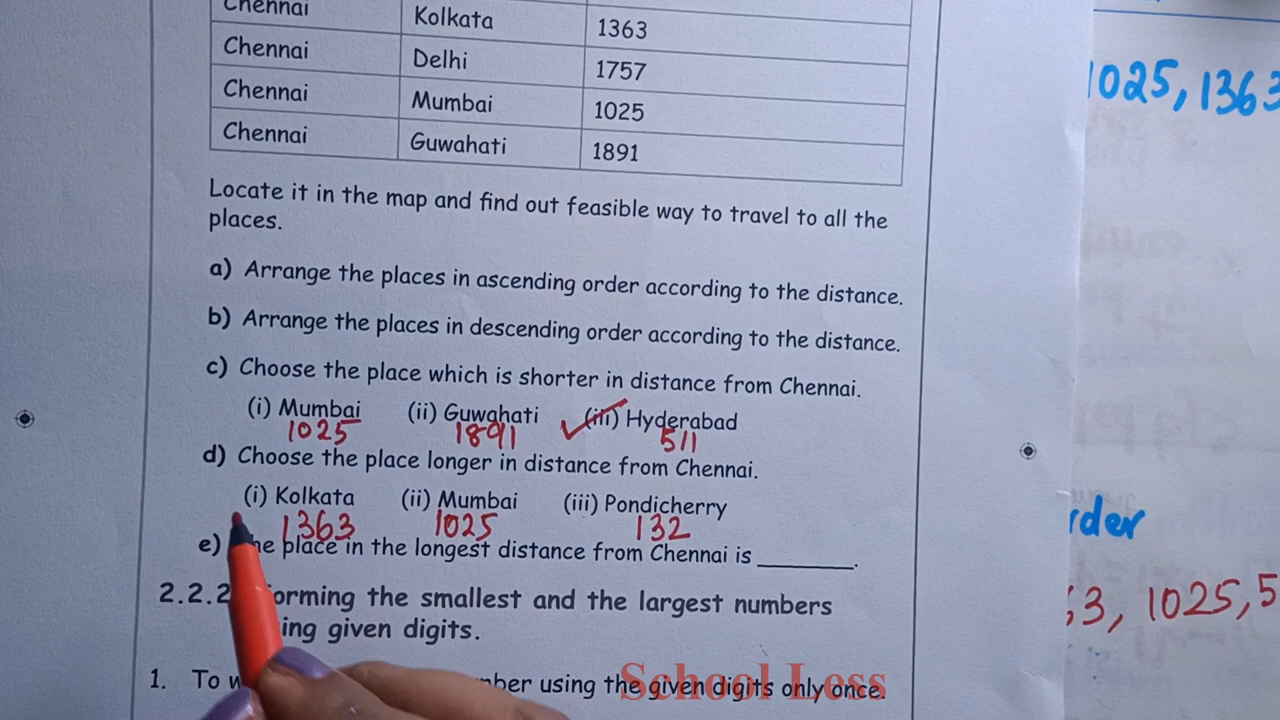 Chennai Kolkata 1363
Chennai Delhi 1757
Chennai Mumbai 1025
Chennai Guwahati 1891
1025, 1363
Locate it in the map and find out feasible way to travel to all the
places.
a) Arrange the places in ascending order according to the distance.
b) Arrange the places in descending order according to the distance.
c) Choose the place which is shorter in distance from Chennai.
(i) Mumbai (ii) Guwahati (iii) Hyderabad
1025 1891 511
d) Choose the place longer in distance from Chennai.
(i) Kolkata (ii) Mumbai (iii) Pondicherry
1363 1025 132
rder
e) he place in the longest distance from Chennai is ________.
2.2.2 orming the smallest and the largest numbers
ing given digits.
3, 1025, 5
1. To using the given digits only once.
School Less